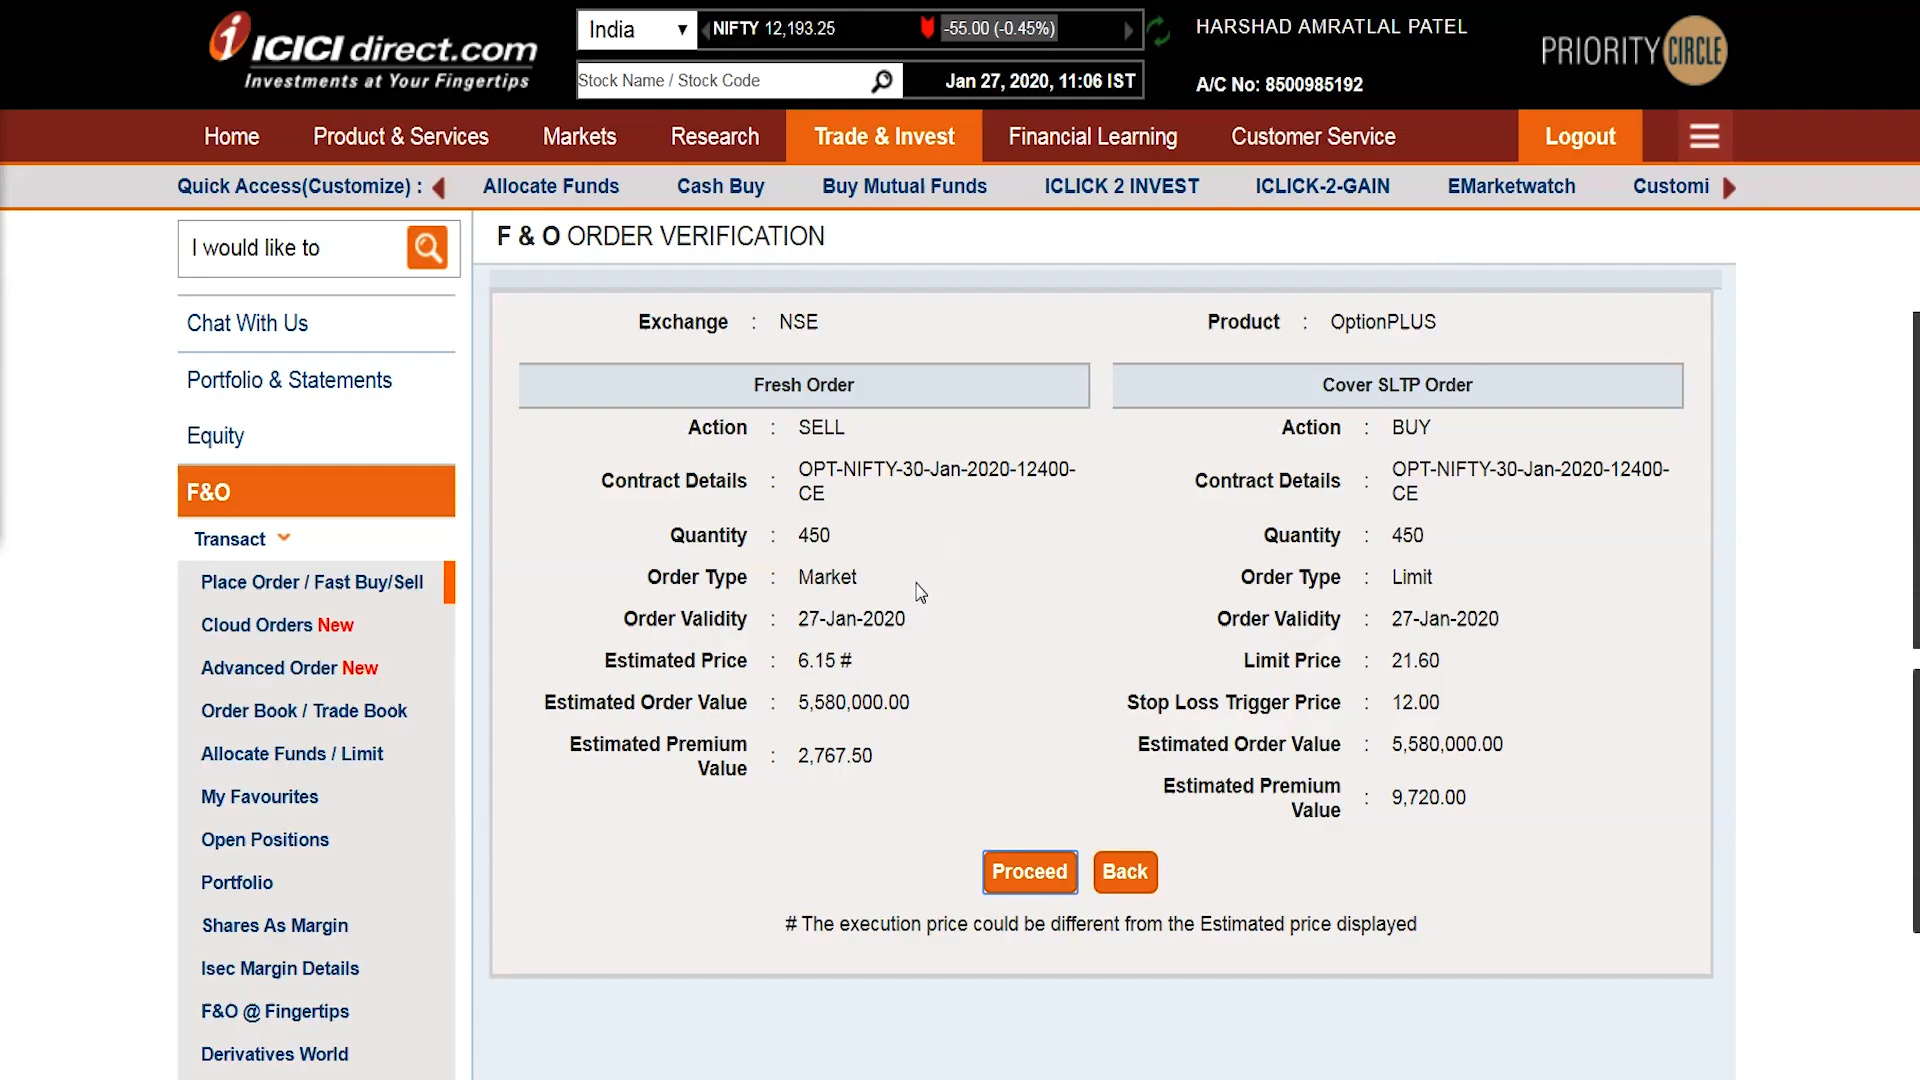 ICICI direct.com
Investments at Your Fingertips
India
NIFTY 12,193.25
-55.00 (-0.45%)
Stock Name / Stock Code
Jan 27, 2020, 11:06 IST
HARSHAD AMRATLAL PATEL
A/C No: 8500985192
PRIORITY CIRCLE
Home
Product & Services
Markets
Research
Trade & Invest
Financial Learning
Customer Service
Logout
Quick Access(Customize) :
Allocate Funds
Cash Buy
Buy Mutual Funds
ICLICK 2 INVEST
ICLICK-2-GAIN
EMarketwatch
Customi
I would like to
Chat With Us
Portfolio & Statements
Equity
F&O
Transact
Place Order / Fast Buy/Sell
Cloud Orders New
Advanced Order New
Order Book / Trade Book
Allocate Funds / Limit
My Favourites
Open Positions
Portfolio
Shares As Margin
Isec Margin Details
F&O @ Fingertips
Derivatives World
F & O ORDER VERIFICATION
Exchange : NSE
Product : OptionPLUS
Fresh Order
Action : SELL
Contract Details : OPT-NIFTY-30-Jan-2020-12400-
CE
Quantity : 450
Order Type : Market
Order Validity : 27-Jan-2020
Estimated Price : 6.15 #
Estimated Order Value : 5,580,000.00
Estimated Premium
Value : 2,767.50
Cover SLTP Order
Action : BUY
Contract Details : OPT-NIFTY-30-Jan-2020-12400-
CE
Quantity : 450
Order Type : Limit
Order Validity : 27-Jan-2020
Limit Price : 21.60
Stop Loss Trigger Price : 12.00
Estimated Order Value : 5,580,000.00
Estimated Premium
Value : 9,720.00
Proceed
Back
# The execution price could be different from the Estimated price displayed